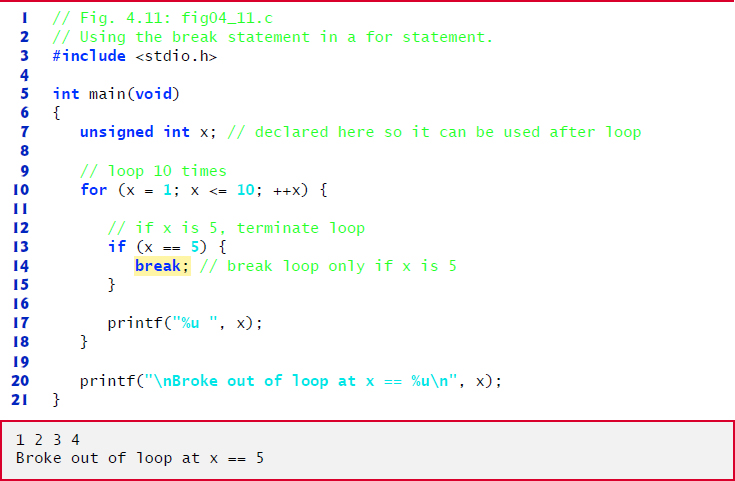 1 // Fig. 4.11: fig04_11.c
2 // Using the break statement in a for statement.
3 #include <stdio.h>
4
5 int main(void)
6 {
7    unsigned int x; // declared here so it can be used after loop
8
9    // loop 10 times
10    for (x = 1; x <= 10; ++x) {
11
12       // if x is 5, terminate loop
13       if (x == 5) {
14          break; // break loop only if x is 5
15       }
16
17       printf("%u ", x);
18    }
19
20    printf("\nBroke out of loop at x == %u\n", x);
21 }
1 2 3 4
Broke out of loop at x == 5